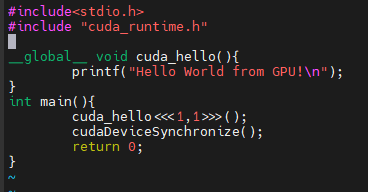 #include<stdio.h>
#include "cuda_runtime.h"
__global__ void cuda_hello(){
        printf("Hello World from GPU!\n");
}
int main(){
        cuda_hello<<<1,1>>>();
        cudaDeviceSynchronize();
        return 0;
}
~